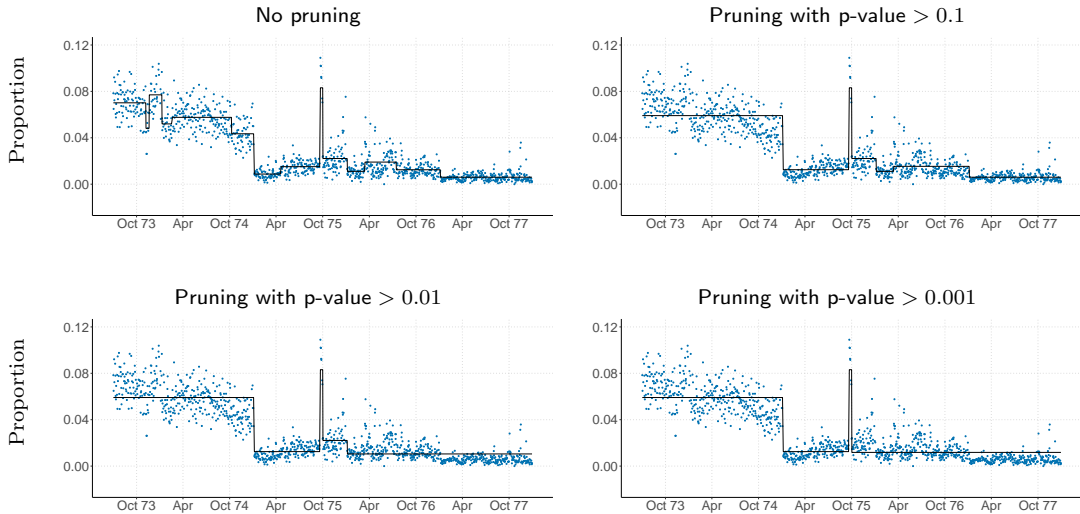 No pruning
Pruning with p-value > 0.1
Proportion
0.12
0.08
0.04
0.00
Oct 73 Apr Oct 74 Apr Oct 75 Apr Oct 76 Apr Oct 77
0.12
0.08
0.04
0.00
Oct 73 Apr Oct 74 Apr Oct 75 Apr Oct 76 Apr Oct 77
Pruning with p-value > 0.01
Pruning with p-value > 0.001
Proportion
0.12
0.08
0.04
0.00
Oct 73 Apr Oct 74 Apr Oct 75 Apr Oct 76 Apr Oct 77
0.12
0.08
0.04
0.00
Oct 73 Apr Oct 74 Apr Oct 75 Apr Oct 76 Apr Oct 77